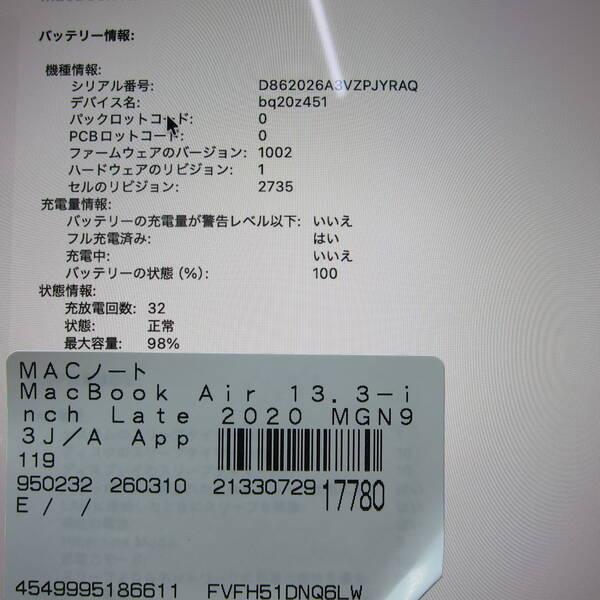 バッテリー情報:
機種情報:
シリアル番号: D862026A3VZPJYRAQ
デバイス名: bq20z451
パックロットコード: 0
PCBロットコード: 0
ファームウェアのバージョン: 1002
ハードウェアのリビジョン: 1
セルのリビジョン: 2735
充電量情報:
バッテリーの充電量が警告レベル以下: いいえ
フル充電済み: はい
充電中: いいえ
バッテリーの状態 (%): 100
状態情報:
充放電回数: 32
状態: 正常
最大容量: 98%
MACノート
MacBook Air 13.3-i
nch Late 2020 MGN9
3J/A App
119
950232 260310 21330729 17780
E / /
4549995186611 FVFH51DNQ6LW